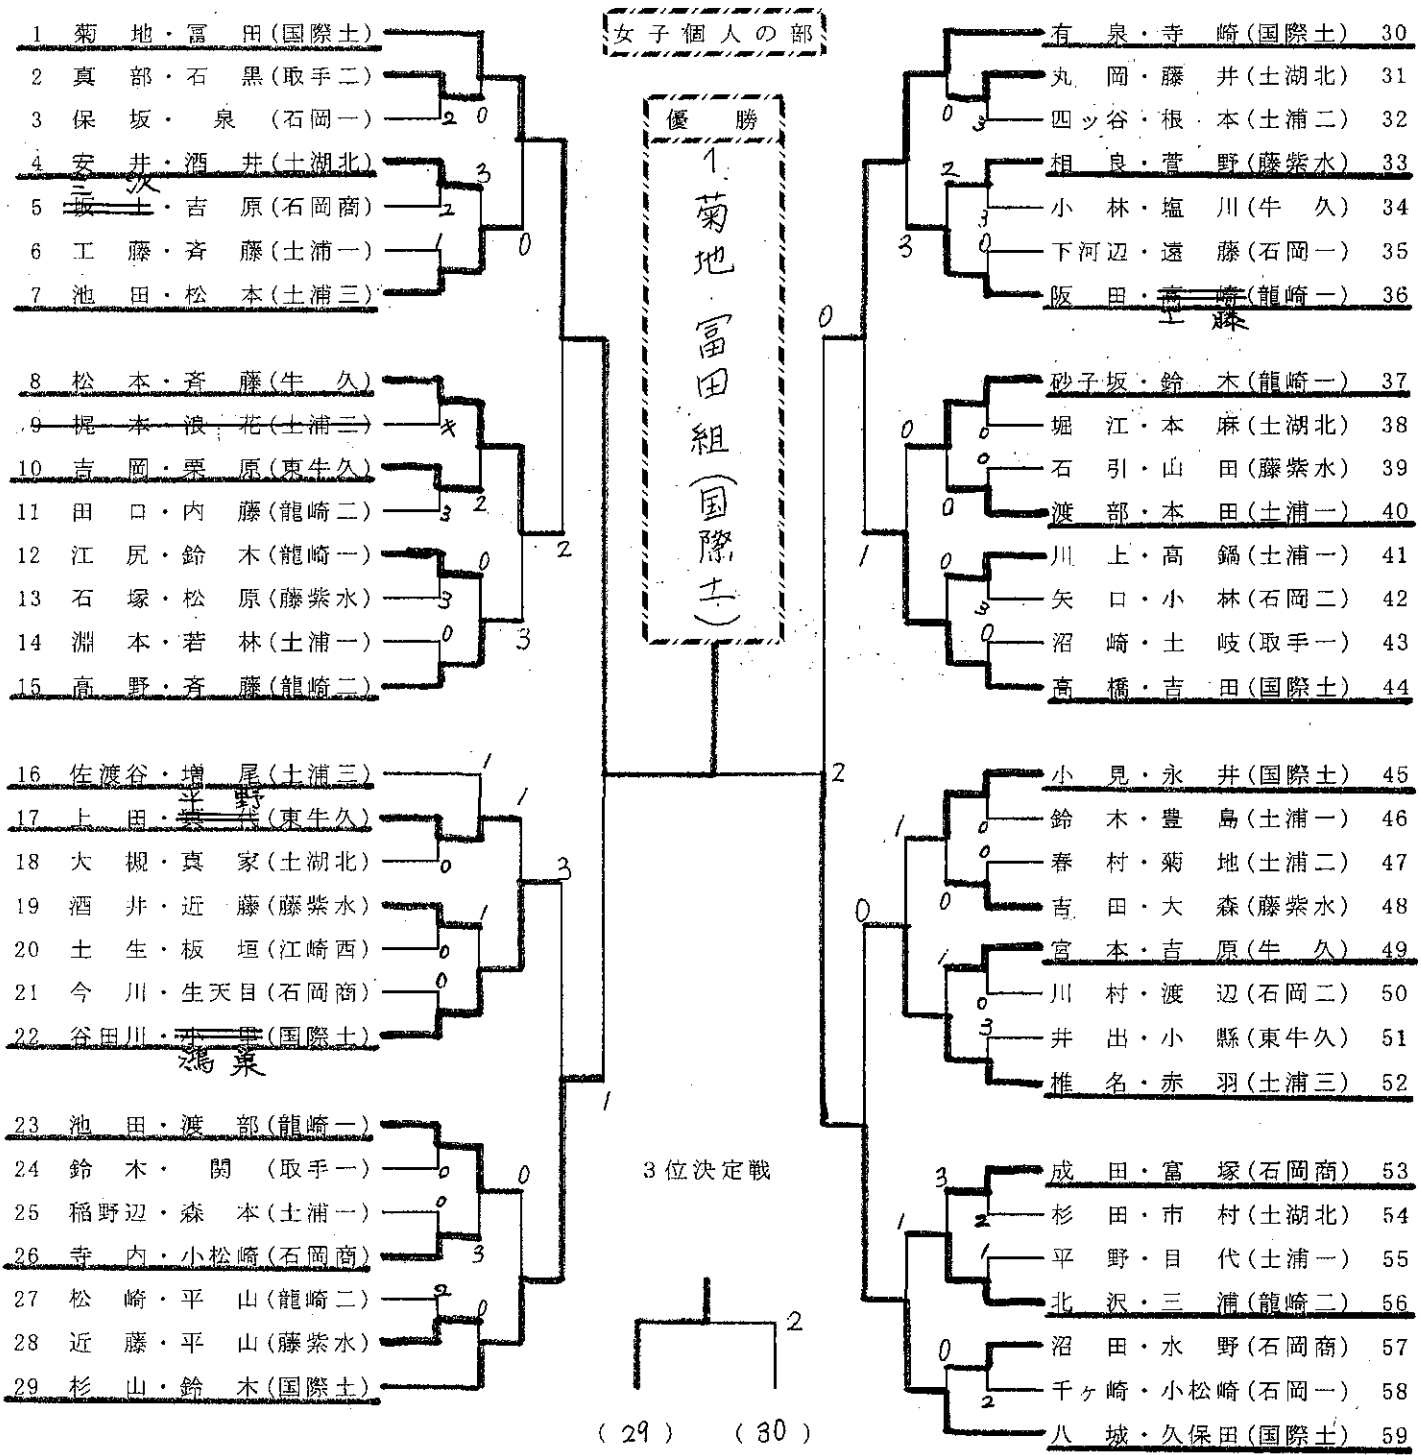 女子個人の部
優 勝
1. 菊地・冨田組(国際土)
1 菊 地・冨 田(国際土)
2 真 部・石 黒(取手二)
3 保 坂・ 泉 (石岡一)
4 安 井・酒 井(土湖北)
5 坂 土・吉 原(石岡商)
6 工 藤・斉 藤(土浦一)
7 池 田・松 本(土浦三)
8 松 本・斉 藤(牛 久)
9 梶 本・浪 花(土浦二)
10 吉 岡・栗 原(東牛久)
11 田 口・内 藤(龍崎二)
12 江 尻・鈴 木(龍崎一)
13 石 塚・松 原(藤紫水)
14 淵 本・若 林(土浦一)
15 高 野・斉 藤(龍崎二)
16 佐渡谷・増 尾(土浦三)
平 野
17 上 田・真 代(東牛久)
18 大 槻・真 家(土湖北)
19 酒 井・近 藤(藤紫水)
20 土 生・板 垣(江崎西)
21 今 川・生天目(石岡商)
22 谷田川・小 里(国際土)
鴻 巣
23 池 田・渡 部(龍崎一)
24 鈴 木・ 関 (取手一)
25 稲野辺・森 本(土浦一)
26 寺 内・小松崎(石岡商)
27 松 崎・平 山(龍崎二)
28 近 藤・平 山(藤紫水)
29 杉 山・鈴 木(国際土)
有 泉・寺 崎(国際土) 30
丸 岡・藤 井(土湖北) 31
四ッ谷・根 本(土浦二) 32
相 良・菅 野(藤紫水) 33
小 林・塩 川(牛 久) 34
下河辺・遠 藤(石岡一) 35
阪 田・高 崎(龍崎一) 36
工 藤
砂子坂・鈴 木(龍崎一) 37
堀 江・本 麻(土湖北) 38
石 引・山 田(藤紫水) 39
渡 部・本 田(土浦一) 40
川 上・高 鍋(土浦一) 41
矢 口・小 林(石岡二) 42
沼 崎・土 岐(取手一) 43
高 橋・吉 田(国際土) 44
小 見・永 井(国際土) 45
鈴 木・豊 島(土浦一) 46
春 村・菊 地(土浦二) 47
吉 田・大 森(藤紫水) 48
宮 本・吉 原(牛 久) 49
川 村・渡 辺(石岡二) 50
井 出・小 縣(東牛久) 51
椎 名・赤 羽(土浦三) 52
成 田・富 塚(石岡商) 53
杉 田・市 村(土湖北) 54
平 野・目 代(土浦一) 55
北 沢・三 浦(龍崎二) 56
沼 田・水 野(石岡商) 57
千ヶ崎・小松崎(石岡一) 58
八 城・久保田(国際土) 59
3位決定戦
2
(29) (30)